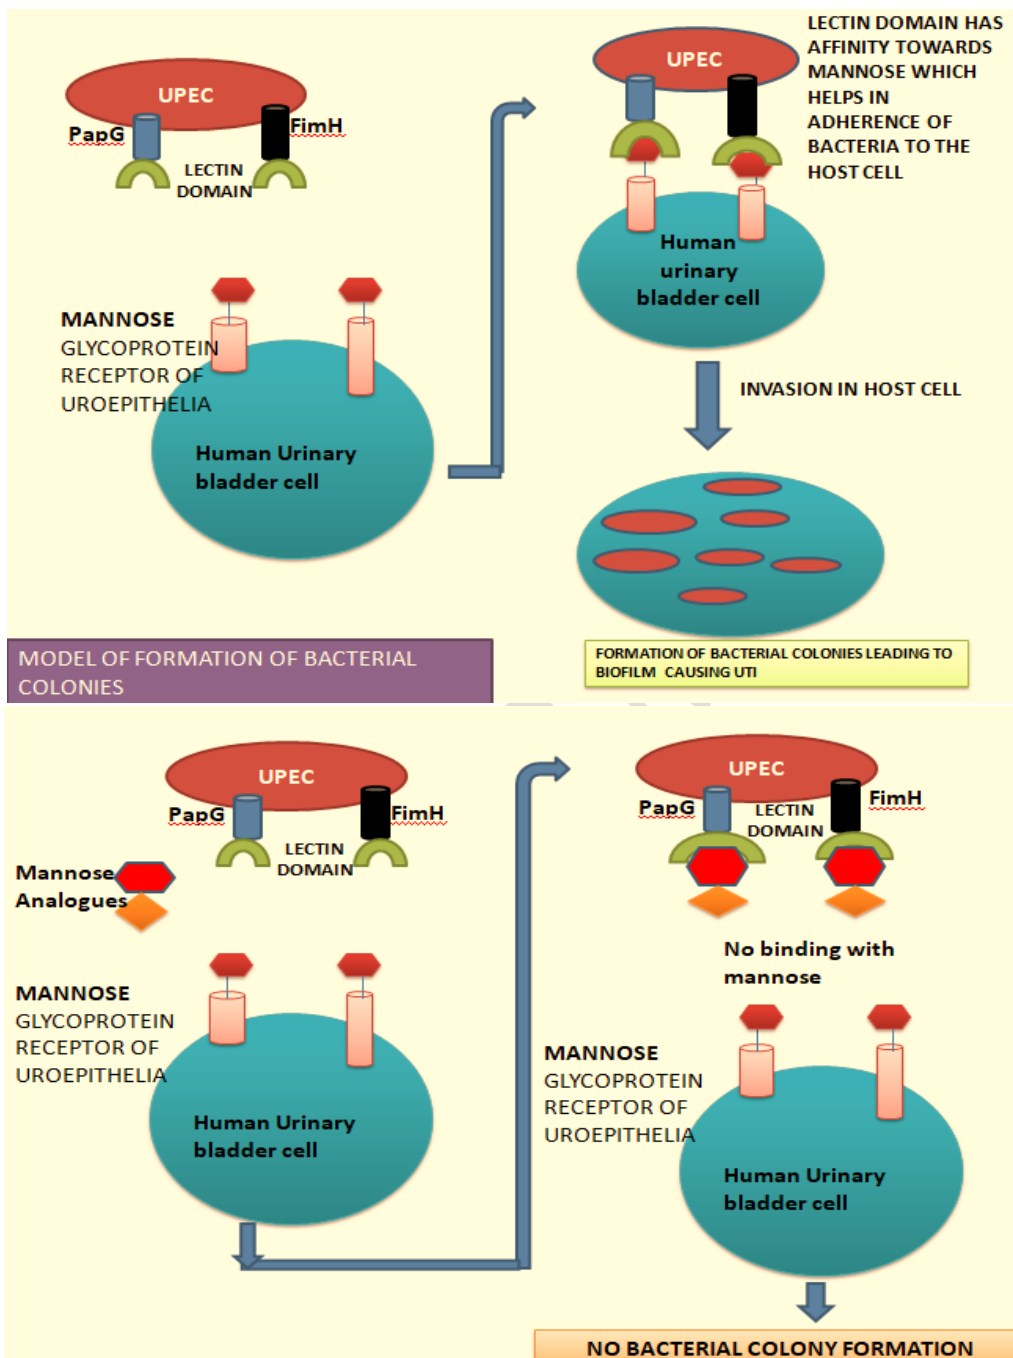 UPEC
PapG
FimH
LECTIN
DOMAIN
MANNOSE
GLYCOPROTEIN
RECEPTOR OF
UROEPITHELIA
Human Urinary
bladder cell
UPEC
LECTIN DOMAIN HAS
AFFINITY TOWARDS
MANNOSE WHICH
HELPS IN
ADHERENCE OF
BACTERIA TO THE
HOST CELL
Human
urinary
bladder cell
INVASION IN HOST CELL
MODEL OF FORMATION OF BACTERIAL
COLONIES
FORMATION OF BACTERIAL COLONIES LEADING TO
BIOFILM CAUSING UTI
UPEC
PapG
FimH
LECTIN
DOMAIN
Mannose
Analogues
MANNOSE
GLYCOPROTEIN
RECEPTOR OF
UROEPITHELIA
Human Urinary
bladder cell
UPEC
PapG
FimH
LECTIN
DOMAIN
No binding with
mannose
MANNOSE
GLYCOPROTEIN
RECEPTOR OF
UROEPITHELIA
Human Urinary
bladder cell
NO BACTERIAL COLONY FORMATION